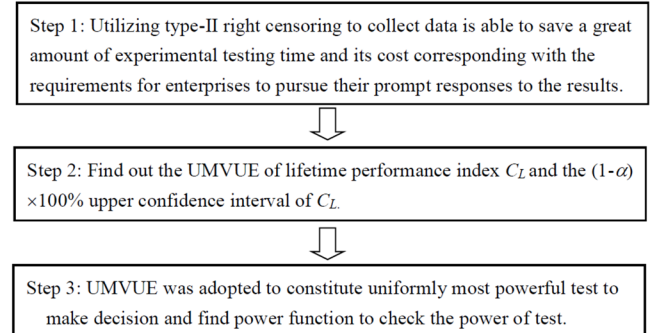 Step 1: Utilizing type-II right censoring to collect data is able to save a great
amount of experimental testing time and its cost corresponding with the
requirements for enterprises to pursue their prompt responses to the results.
Step 2: Find out the UMVUE of lifetime performance index C_L and the (1-α)
×100% upper confidence interval of C_L.
Step 3: UMVUE was adopted to constitute uniformly most powerful test to
make decision and find power function to check the power of test.